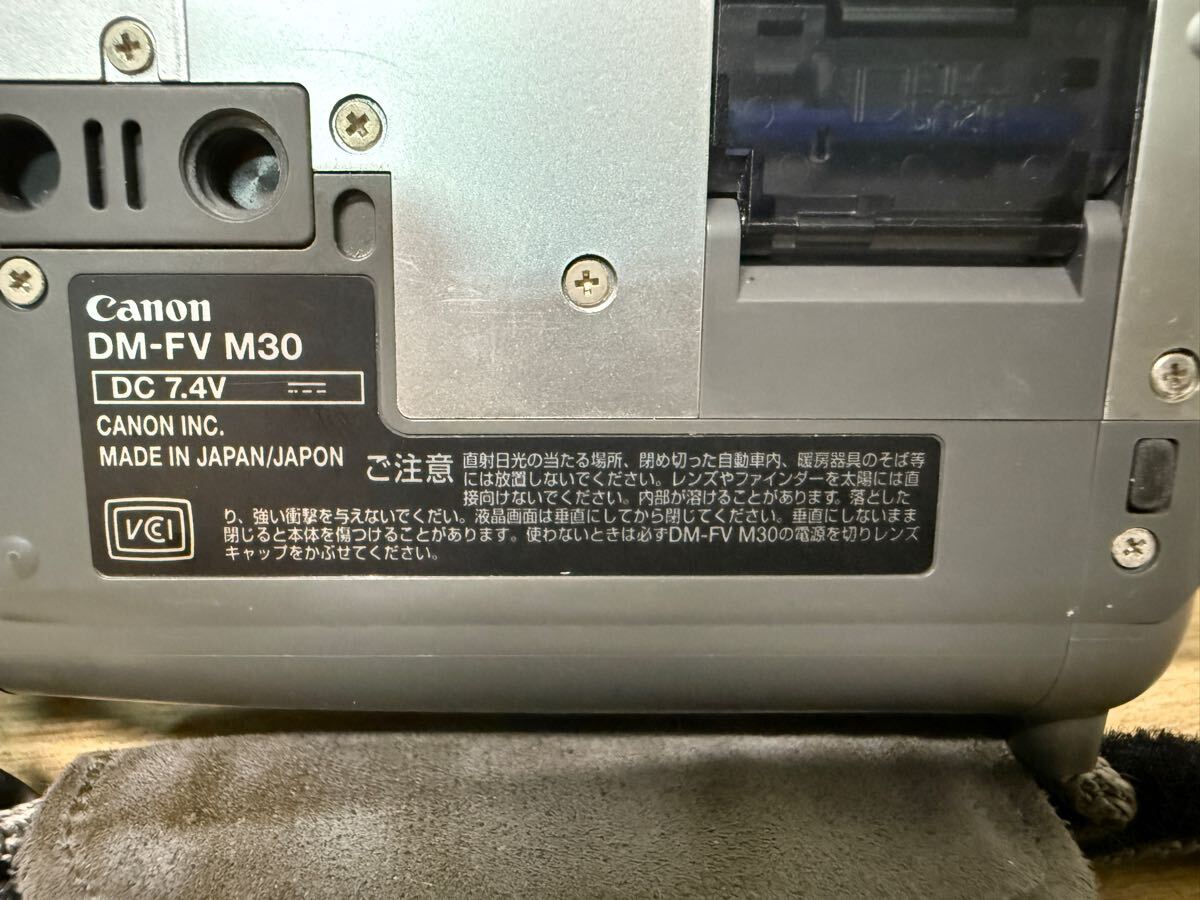 Canon
DM-FV M30
DC 7.4V
CANON INC.
MADE IN JAPAN/JAPON
VCCI
ご注意 直射日光の当たる場所、閉め切った自動車内、暖房器具のそば等
には放置しないでください。レンズやファインダーを太陽には直
接向けないでください。内部が溶けることがあります。落とした
り、強い衝撃を与えないでくだい。液晶画面は垂直にしてから閉じてください。垂直にしないまま
閉じると本体を傷つけることがあります。使わないときは必ずDM-FV M30の電源を切りレンズ
キャップをかぶせてください。